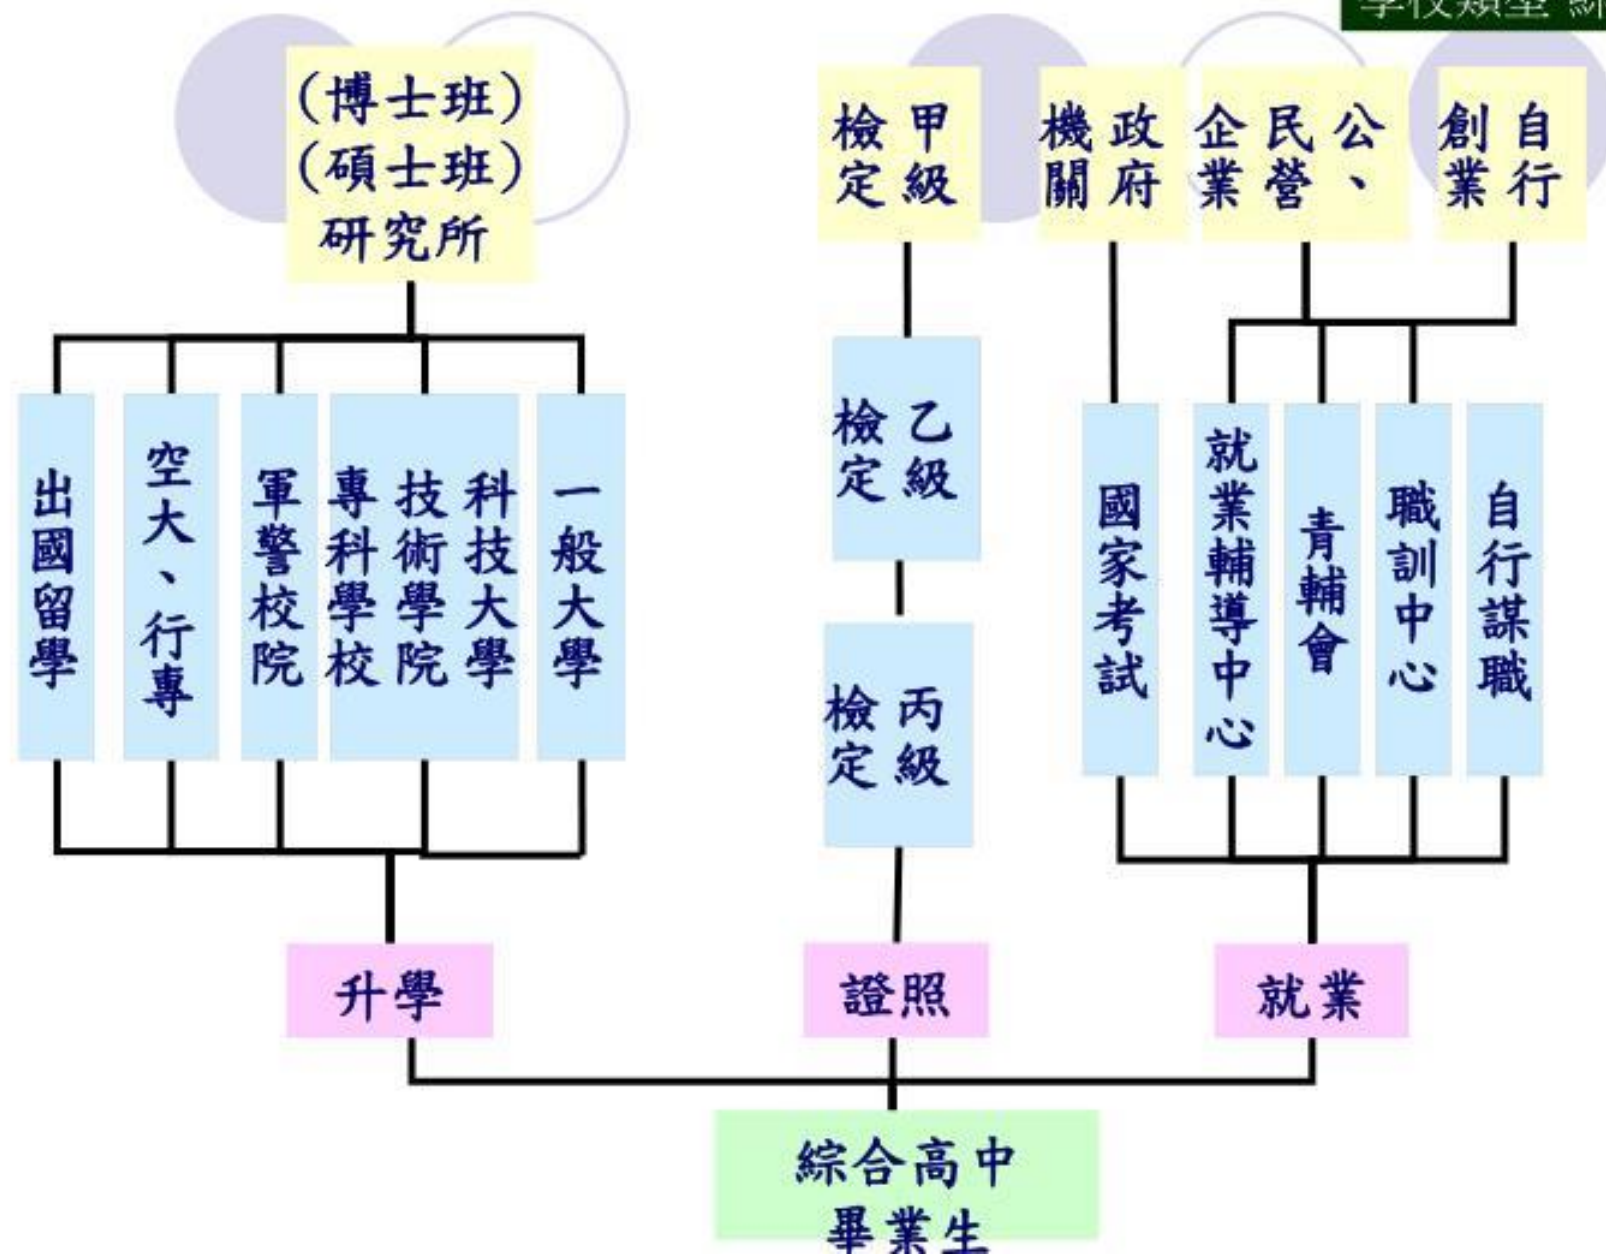 學校類型
(博士班)
(碩士班)
研究所
甲級
檢定
政府
機關
公、
民營
企業
自行
創業
出國留學
空大、行專
軍警校院
科技大學
技術學院
專科學校
一般大學
乙級
檢定
丙級
檢定
國家考試
就業輔導中心
青輔會
職訓中心
自行謀職
升學
證照
就業
綜合高中
畢業生